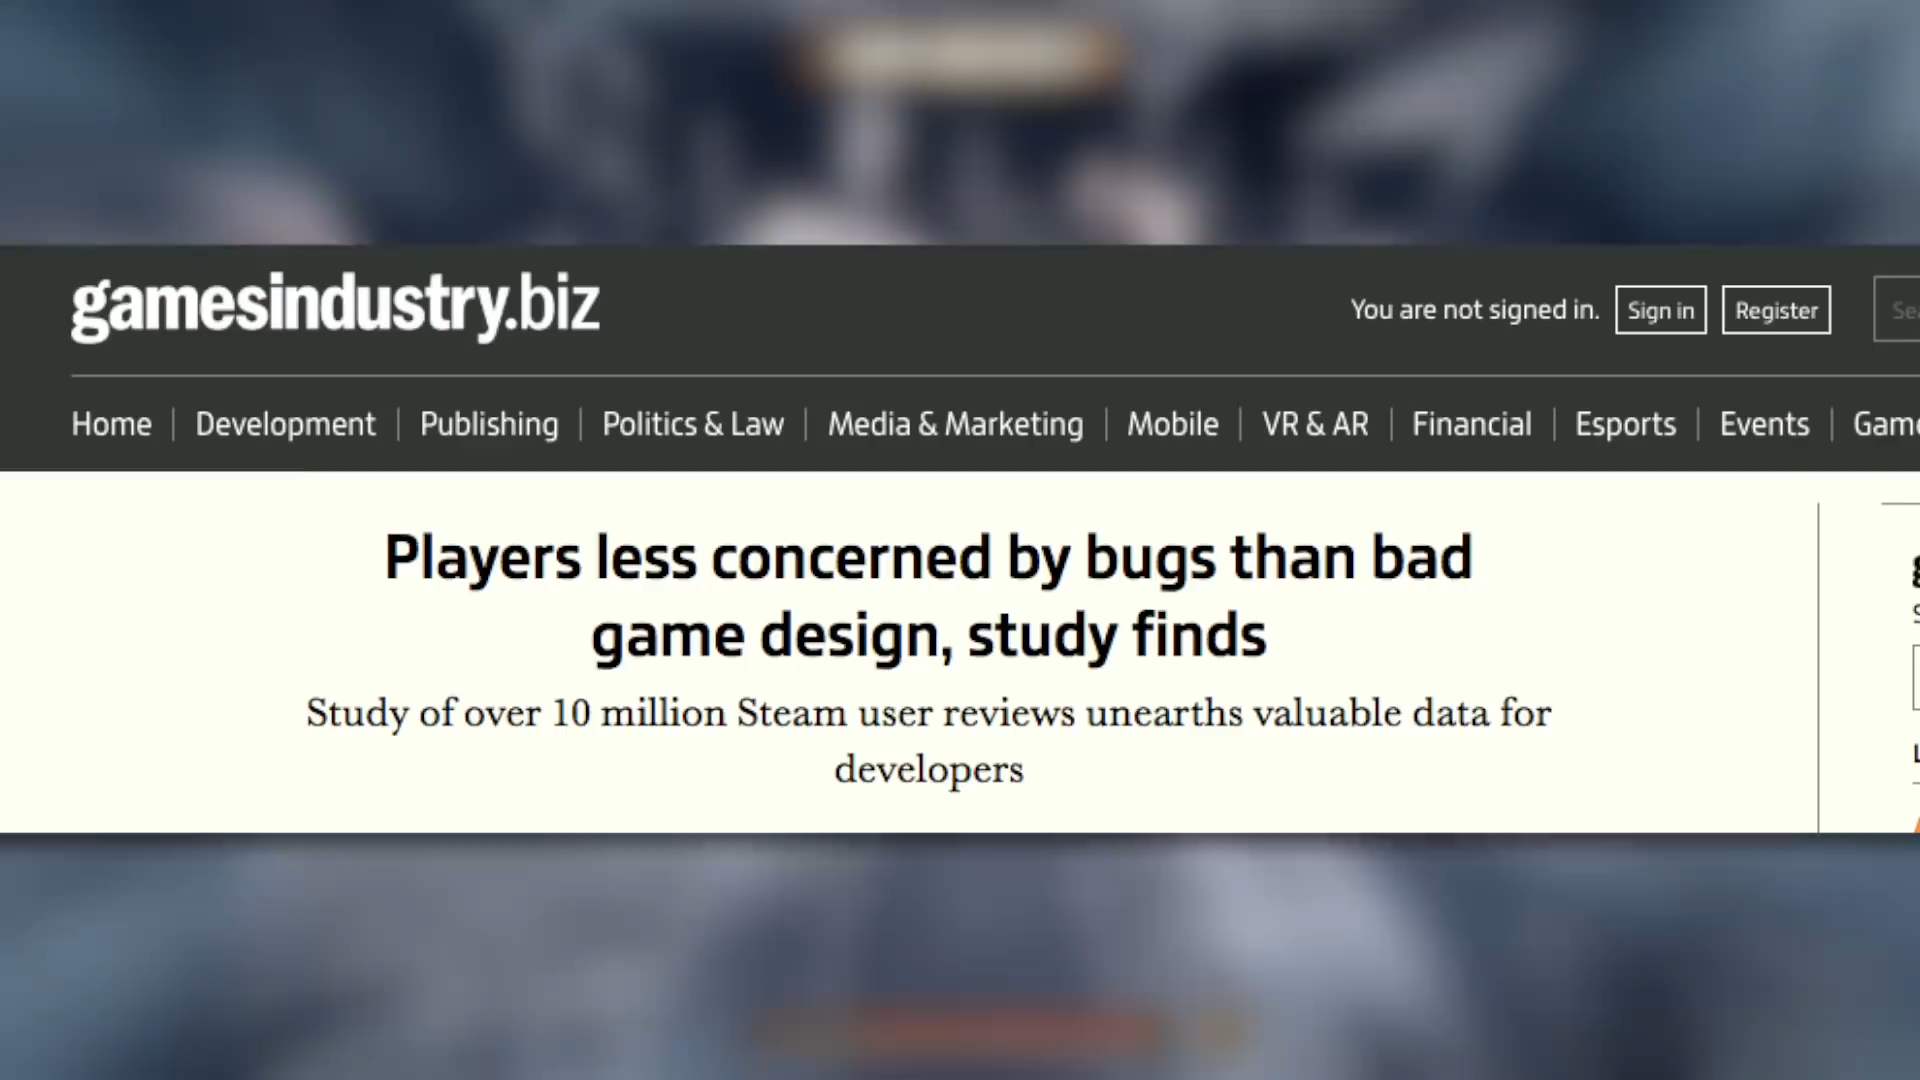 gamesindustry.biz
You are not signed in. Sign in Register
Home Development Publishing Politics & Law Media & Marketing Mobile VR & AR Financial Esports Events
Players less concerned by bugs than bad
game design, study finds
Study of over 10 million Steam user reviews unearths valuable data for
developers